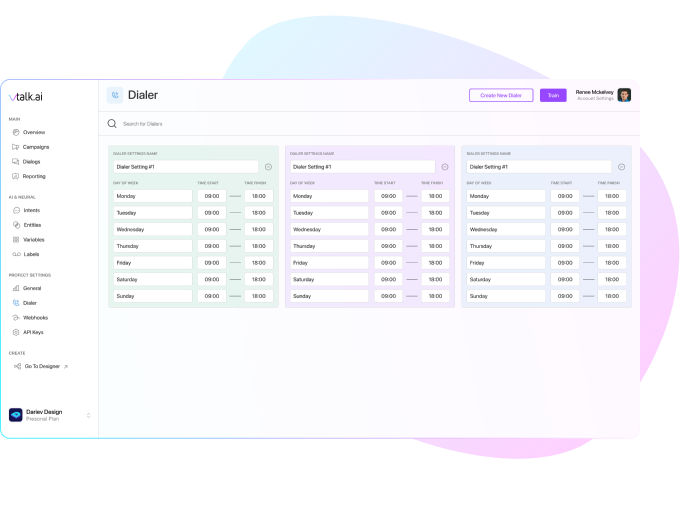 vtalk.ai
MAIN
Overview
Campaigns
Dialogs
Reporting
AI & NEURAL
Intents
Entities
Variables
Labels
PROFECT SETTINGS
General
Dialer
Webhooks
API Keys
CREATE
Go To Designer
Dariev Design
Presonal Plan
Dialer
Create New Dialer
Train
Renee Mckelvey
Account Settings
Search for Dialers
DIALER SETTINGS NAME
Dialer Setting #1
DAY OF WEEK TIME START TIME FINISH
Monday 09:00 18:00
Tuesday 09:00 18:00
Wednesday 09:00 18:00
Thursday 09:00 18:00
Friday 09:00 18:00
Saturday 09:00 18:00
Sunday 09:00 18:00
DIALER SETTINGS NAME
Dialer Setting #1
DAY OF WEEK TIME START TIME FINISH
Monday 09:00 18:00
Tuesday 09:00 18:00
Wednesday 09:00 18:00
Thursday 09:00 18:00
Friday 09:00 18:00
Saturday 09:00 18:00
Sunday 09:00 18:00
DIALER SETTINGS NAME
Dialer Setting #1
DAY OF WEEK TIME START TIME FINISH
Monday 09:00 18:00
Tuesday 09:00 18:00
Wednesday 09:00 18:00
Thursday 09:00 18:00
Friday 09:00 18:00
Saturday 09:00 18:00
Sunday 09:00 18:00